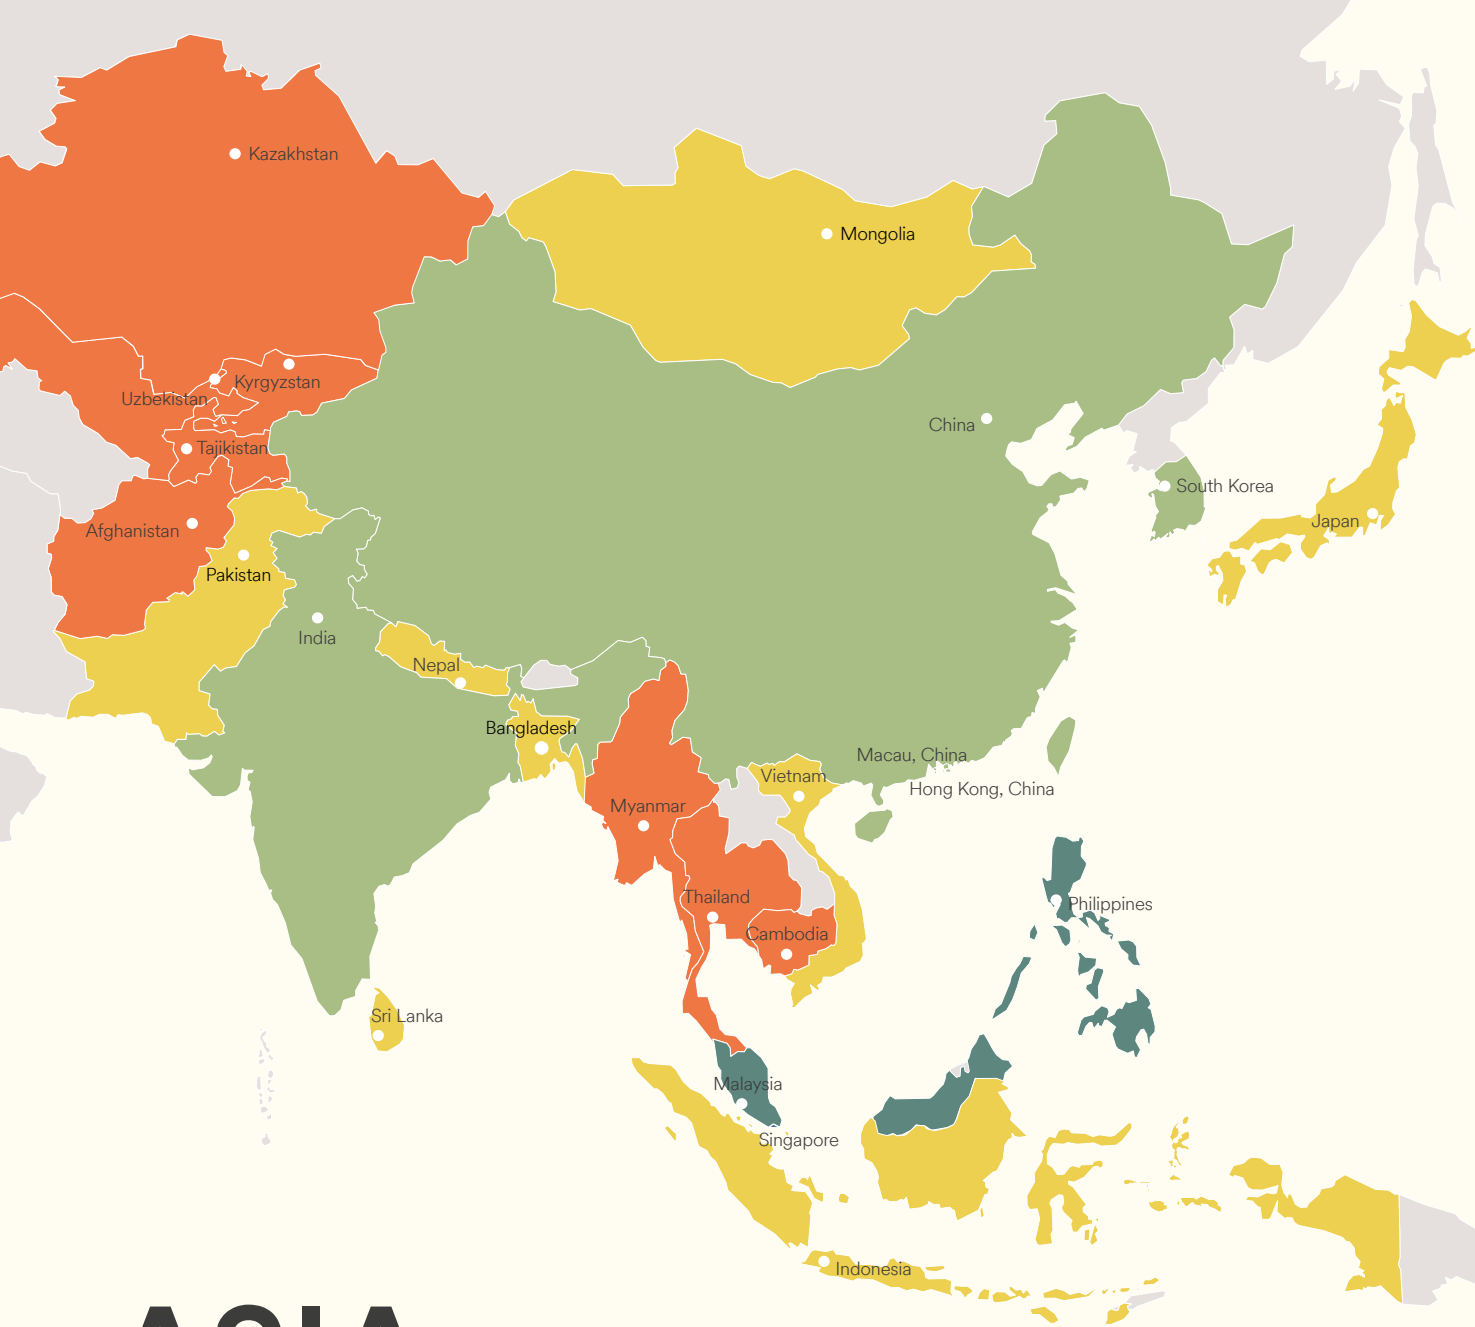 Kazakhstan
Mongolia
Kyrgyzstan
Uzbekistan
China
Tajikistan
South Korea
Japan
Afghanistan
Pakistan
India
Nepal
Bangladesh
Macau, China
Vietnam
Hong Kong, China
Myanmar
Thailand
Philippines
Cambodia
Sri Lanka
Malaysia
Singapore
Indonesia
ASIA